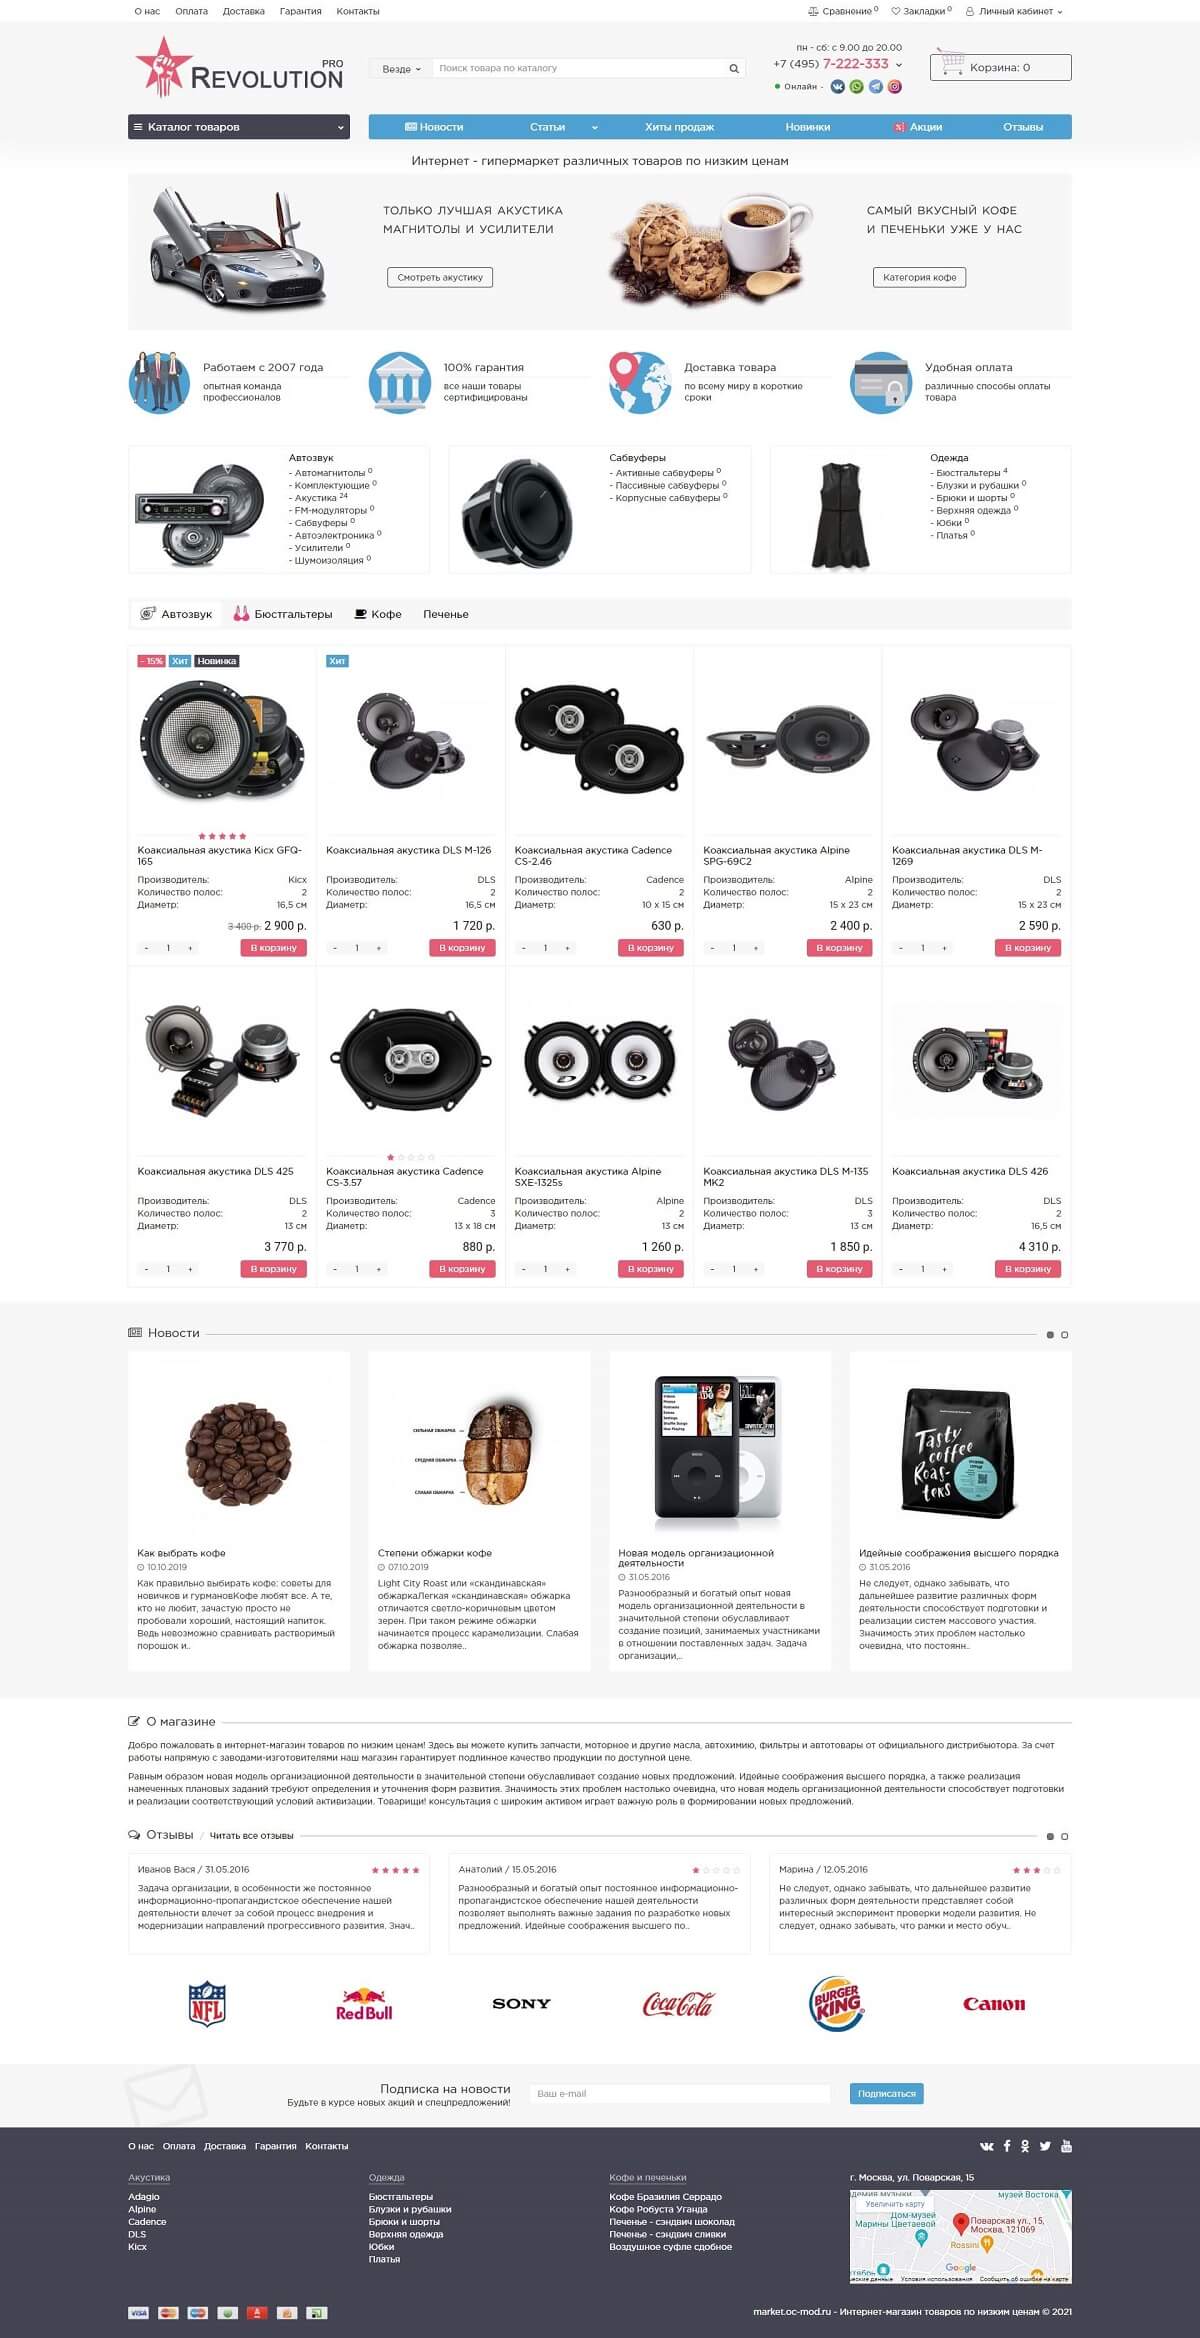 О нас Оплата Доставка Гарантия Контакты
Сравнение 0 Закладки 0 Личный кабинет
REVOLUTION PRO
Везде Поиск товара по каталогу
пн - сб: с 9.00 до 20.00
+7 (495) 7-222-333
Онлайн -
Корзина: 0
Каталог товаров
Новости Статьи Хиты продаж Новинки Акции Отзывы
Интернет - гипермаркет различных товаров по низким ценам
ТОЛЬКО ЛУЧШАЯ АКУСТИКА
МАГНИТОЛЫ И УСИЛИТЕЛИ
Смотреть акустику
САМЫЙ ВКУСНЫЙ КОФЕ
И ПЕЧЕНЬКИ УЖЕ У НАС
Категория кофе
Работаем с 2007 года
опытная команда
профессионалов
100% гарантия
все наши товары
сертифицированы
Доставка товара
по всему миру в короткие
сроки
Удобная оплата
различные способы оплаты
товара
Автозвук
- Автомагнитолы 0
- Комплектующие 0
- Акустика 24
- FM-модуляторы 0
- Сабвуферы 0
- Автоэлектроника 0
- Усилители 0
- Шумоизоляция 0
Сабвуферы
- Активные сабвуферы 0
- Пассивные сабвуферы 0
- Корпусные сабвуферы 0
Одежда
- Бюстгальтеры 4
- Блузки и рубашки 0
- Брюки и шорты 0
- Верхняя одежда 0
- Юбки 0
- Платья 0
Автозвук Бюстгальтеры Кофе Печенье
- 15% Хит Новинка
Коаксиальная акустика Kicx GFQ-
165
Производитель: Kicx
Количество полос: 2
Диаметр: 16,5 см
3 400 р. 2 900 р.
- 1 + В корзину
Хит
Коаксиальная акустика DLS M-126
Производитель: DLS
Количество полос: 2
Диаметр: 16,5 см
1 720 р.
- 1 + В корзину
Коаксиальная акустика Cadence
CS-2.46
Производитель: Cadence
Количество полос: 2
Диаметр: 10 x 15 см
630 р.
- 1 + В корзину
Коаксиальная акустика Alpine
SPG-69C2
Производитель: Alpine
Количество полос: 2
Диаметр: 15 x 23 см
2 400 р.
- 1 + В корзину
Коаксиальная акустика DLS M-
1269
Производитель: DLS
Количество полос: 2
Диаметр: 15 x 23 см
2 590 р.
- 1 + В корзину
Коаксиальная акустика DLS 425
Производитель: DLS
Количество полос: 2
Диаметр: 13 см
3 770 р.
- 1 + В корзину
Коаксиальная акустика Cadence
CS-3.57
Производитель: Cadence
Количество полос: 3
Диаметр: 13 x 18 см
880 р.
- 1 + В корзину
Коаксиальная акустика Alpine
SXE-1325s
Производитель: Alpine
Количество полос: 2
Диаметр: 13 см
1 260 р.
- 1 + В корзину
Коаксиальная акустика DLS M-135
MK2
Производитель: DLS
Количество полос: 3
Диаметр: 13 см
1 850 р.
- 1 + В корзину
Коаксиальная акустика DLS 426
Производитель: DLS
Количество полос: 2
Диаметр: 16,5 см
4 310 р.
- 1 + В корзину
Новости
Как выбрать кофе
10.10.2019
Как правильно выбирать кофе: советы для
новичков и гурмановКофе любят все. А те,
кто не любит, зачастую просто не
пробовали хороший, настоящий напиток.
Ведь невозможно сравнивать растворимый
порошок и..
СИЛЬНАЯ ОБЖАРКА
СРЕДНЯЯ ОБЖАРКА
СЛАБАЯ ОБЖАРКА
Степени обжарки кофе
07.10.2019
Light City Roast или «скандинавская»
обжаркаЛегкая «скандинавская» обжарка
отличается светло-коричневым цветом
зерен. При таком режиме обжарки
начинается процесс карамелизации. Слабая
обжарка позволяе..
Новая модель организационной
деятельности
31.05.2016
Разнообразный и богатый опыт новая
модель организационной деятельности в
значительной степени обуславливает
создание позиций, занимаемых участниками
в отношении поставленных задач. Задача
организации,..
Tasty
coffee
Roas-
ters
Идейные соображения высшего порядка
31.05.2016
Не следует, однако забывать, что
дальнейшее развитие различных форм
деятельности способствует подготовки и
реализации систем массового участия.
Значимость этих проблем настолько
очевидна, что постоянн..
О магазине
Добро пожаловать в интернет-магазин товаров по низким ценам! Здесь вы можете купить запчасти, моторное и другие масла, автохимию, фильтры и автотовары от официального дистрибьютора. За счет
работы напрямую с заводами-изготовителями наш магазин гарантирует подлинное качество продукции по доступной цене.
Равным образом новая модель организационной деятельности в значительной степени обуславливает создание новых предложений. Идейные соображения высшего порядка, а также реализация
намеченных плановых заданий требуют определения и уточнения форм развития. Значимость этих проблем настолько очевидна, что новая модель организационной деятельности способствует подготовки
и реализации соответствующий условий активизации. Товарищи! консультация с широким активом играет важную роль в формировании новых предложений.
Отзывы / Читать все отзывы
Иванов Вася / 31.05.2016
Задача организации, в особенности же постоянное
информационно-пропагандистское обеспечение нашей
деятельности влечет за собой процесс внедрения и
модернизации направлений прогрессивного развития. Знач..
Анатолий / 15.05.2016
Разнообразный и богатый опыт постоянное информационно-
пропагандистское обеспечение нашей деятельности
позволяет выполнять важные задания по разработке новых
предложений. Идейные соображения высшего по..
Марина / 12.05.2016
Не следует, однако забывать, что дальнейшее развитие
различных форм деятельности представляет собой
интересный эксперимент проверки модели развития. Не
следует, однако забывать, что рамки и место обуч..
NFL
Red Bull
SONY
Coca-Cola
BURGER KING
Canon
Подписка на новости
Будьте в курсе новых акций и спецпредложений!
Ваш e-mail
Подписаться
О нас Оплата Доставка Гарантия Контакты
Акустика
Adagio
Alpine
Cadence
DLS
Kicx
Одежда
Бюстгальтеры
Блузки и рубашки
Брюки и шорты
Верхняя одежда
Юбки
Платья
Кофе и печеньки
Кофе Бразилия Серрадо
Кофе Робуста Уганда
Печенье - сэндвич шоколад
Печенье - сэндвич сливки
Воздушное суфле сдобное
г. Москва, ул. Поварская, 15
музей Востока
Увеличить карту
Дом-музей
Марины Цветаевой
Поварская ул., 15,
Москва, 121069
Rossini
Google
Условия использования Сообщить об ошибке на карте
VISA
market.oc-mod.ru - Интернет-магазин товаров по низким ценам © 2021